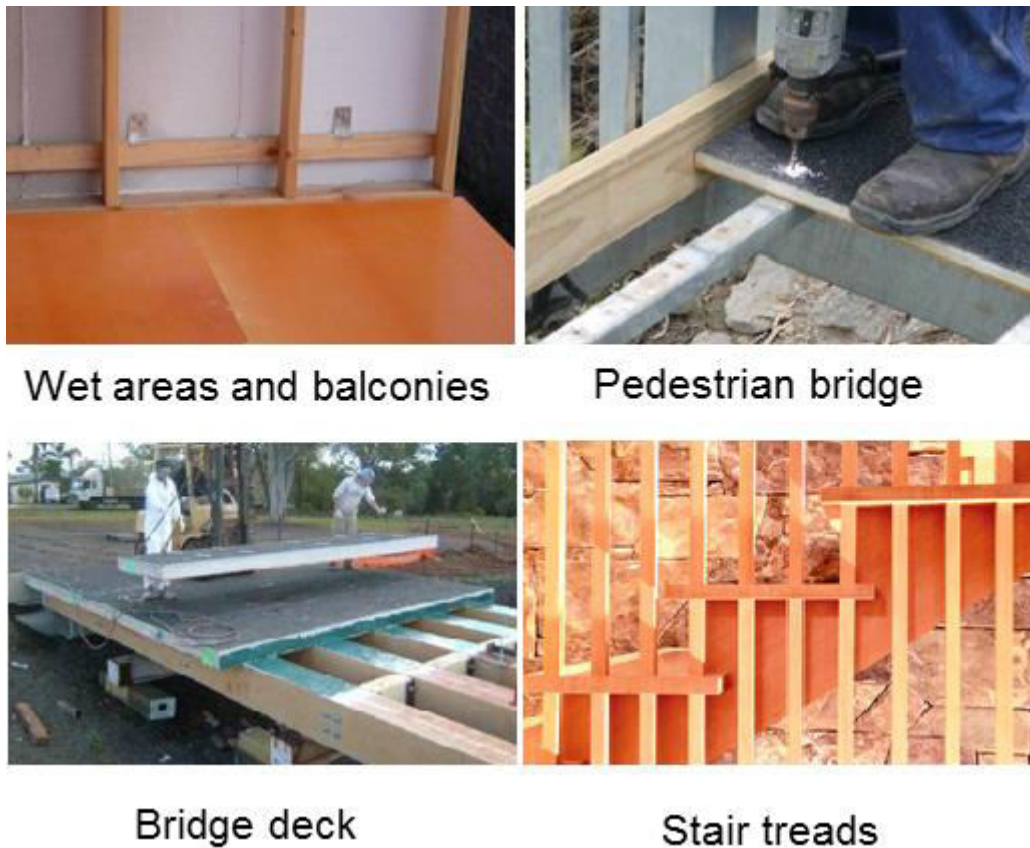 Wet areas and balconies
Pedestrian bridge
Bridge deck
Stair treads